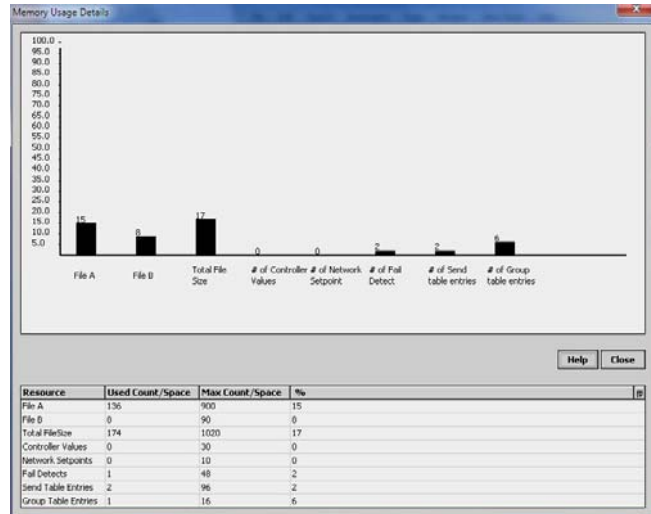 Memory Usage Details
100.0
95.0
90.0
85.0
80.0
75.0
70.0
65.0
60.0
55.0
50.0
45.0
40.0
35.0
30.0
25.0
20.0
15.0
10.0
5.0
15
8
17
0
0
2
2
6
File A
File B
Total File Size
# of Controller Values
# of Network Setpoint
# of Fail Detect
# of Send table entries
# of Group table entries
Help Close
Resource Used Count/Space Max Count/Space %
File A 136 900 15
File B 90
Total FileSize 174 1020 17
Controller Values 0 30 0
Network Setpoints 0 10 0
Fail Detects 1 48 2
Send Table Entries 2 96 2
Group Table Entries 1 16 6